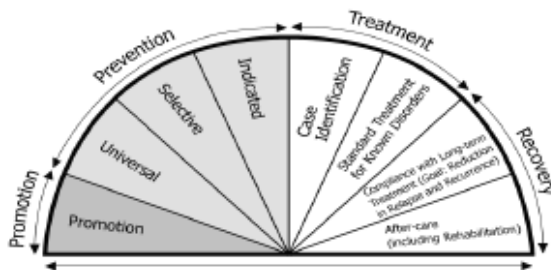 Promotion
Prevention
Treatment
Recovery
Promotion
Universal
Selective
Indicated
Case
Identification
Standard Treatment
for Known Disorders
Compliance with Long-term
Treatment (Goal: Reduction
in Relapse and Recurrence)
After-care
(including Rehabilitation)